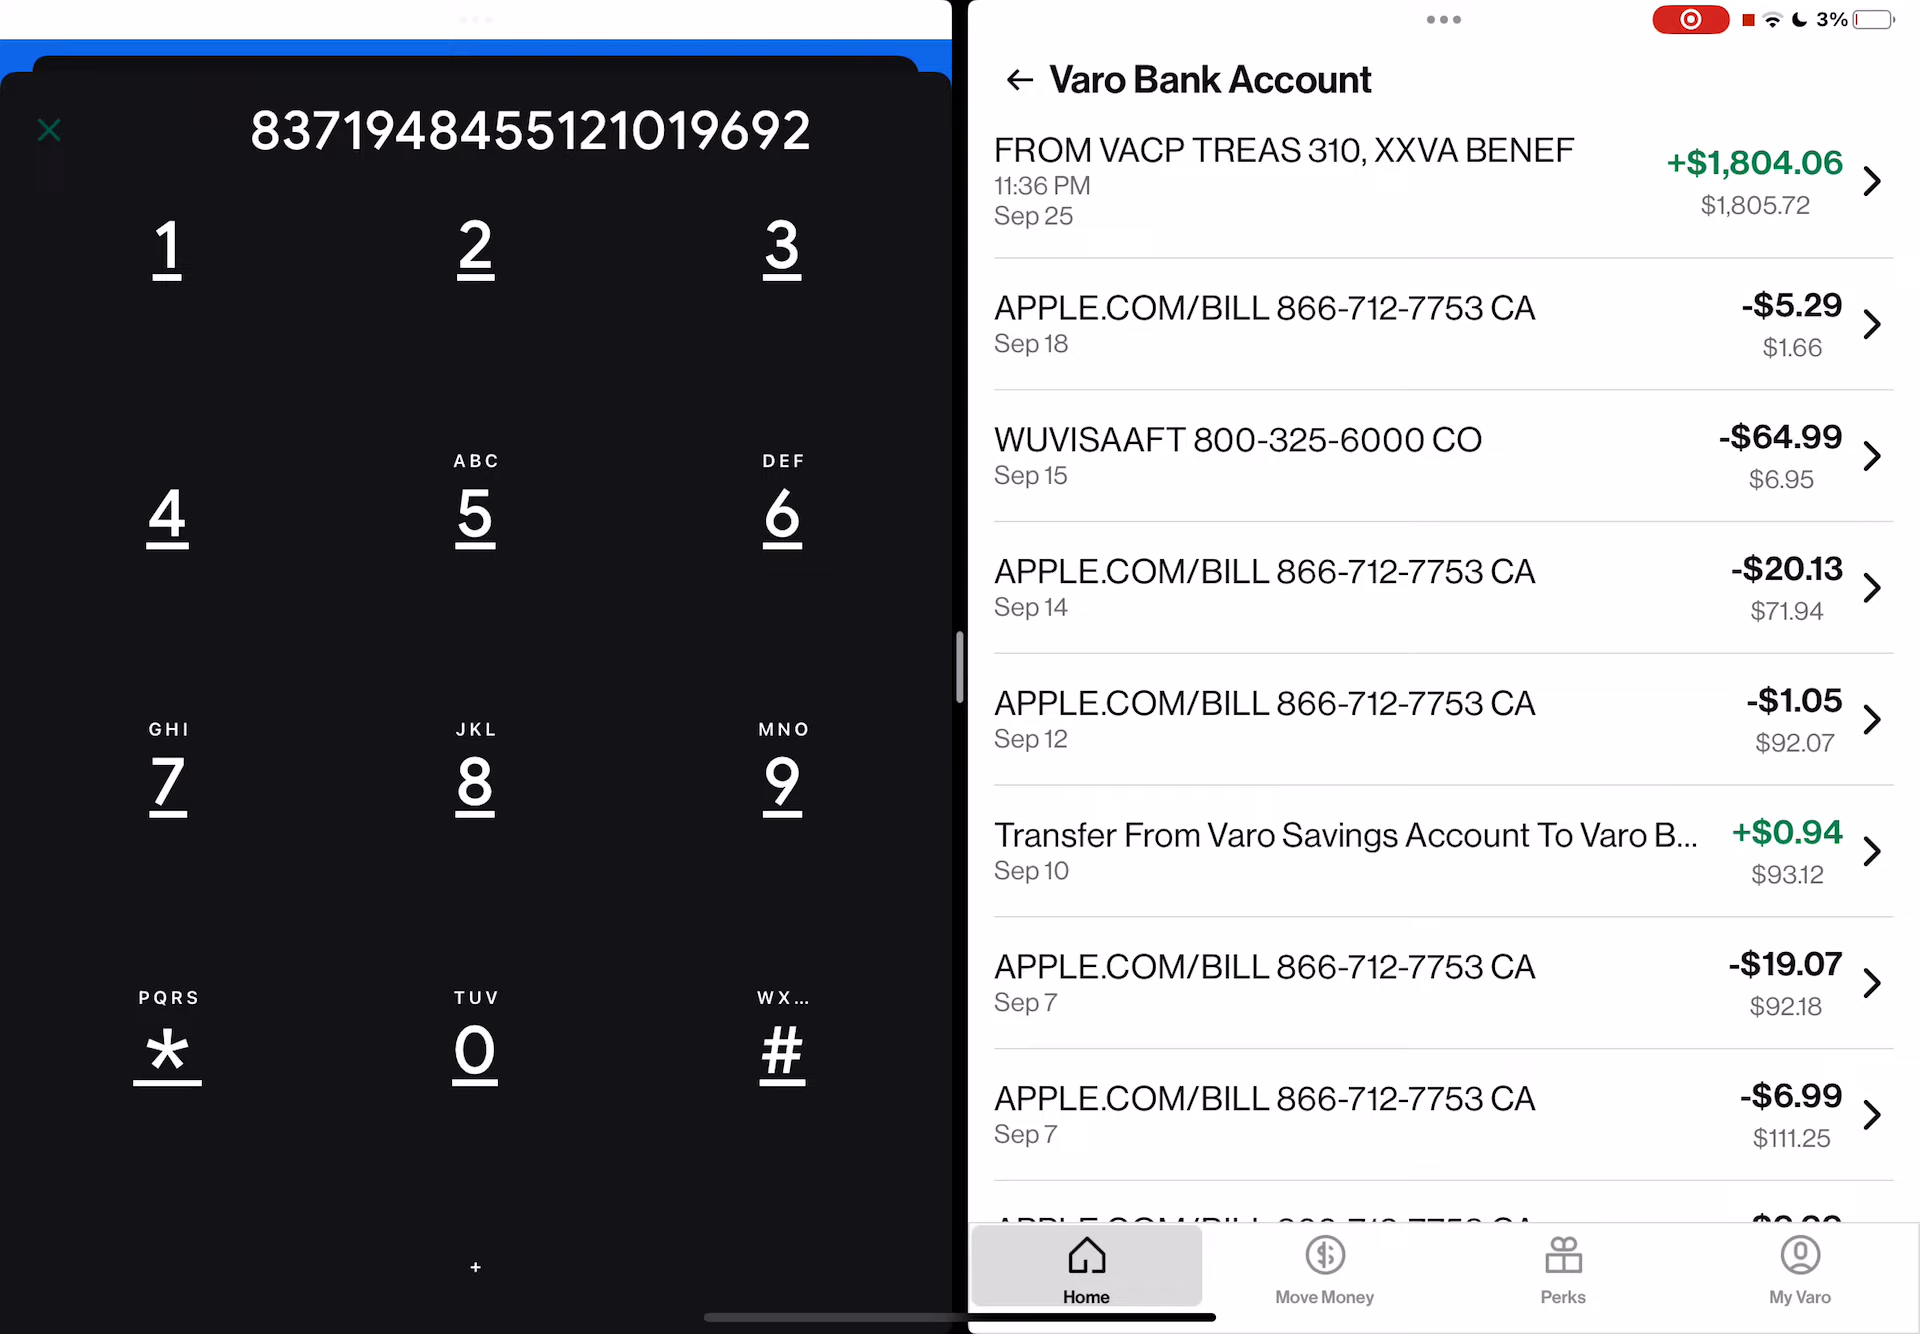 8371948455121019692
1
2
3
ABC
DEF
4
5
6
GHI
JKL
MNO
7
8
9
PQRS
TUV
WX...
*
0
#
+
3%
Varo Bank Account
FROM VACP TREAS 310, XXVA BENEF
+$1,804.06
11:36 PM
$1,805.72
Sep 25
APPLE.COM/BILL 866-712-7753 CA
-$5.29
Sep 18
$1.66
WUVISAAFT 800-325-6000 CO
-$64.99
Sep 15
$6.95
APPLE.COM/BILL 866-712-7753 CA
-$20.13
Sep 14
$71.94
APPLE.COM/BILL 866-712-7753 CA
-$1.05
Sep 12
$92.07
Transfer From Varo Savings Account To Varo B...
+$0.94
Sep 10
$93.12
APPLE.COM/BILL 866-712-7753 CA
-$19.07
Sep 7
$92.18
APPLE.COM/BILL 866-712-7753 CA
-$6.99
Sep 7
$111.25
Home
Move Money
Perks
My Varo